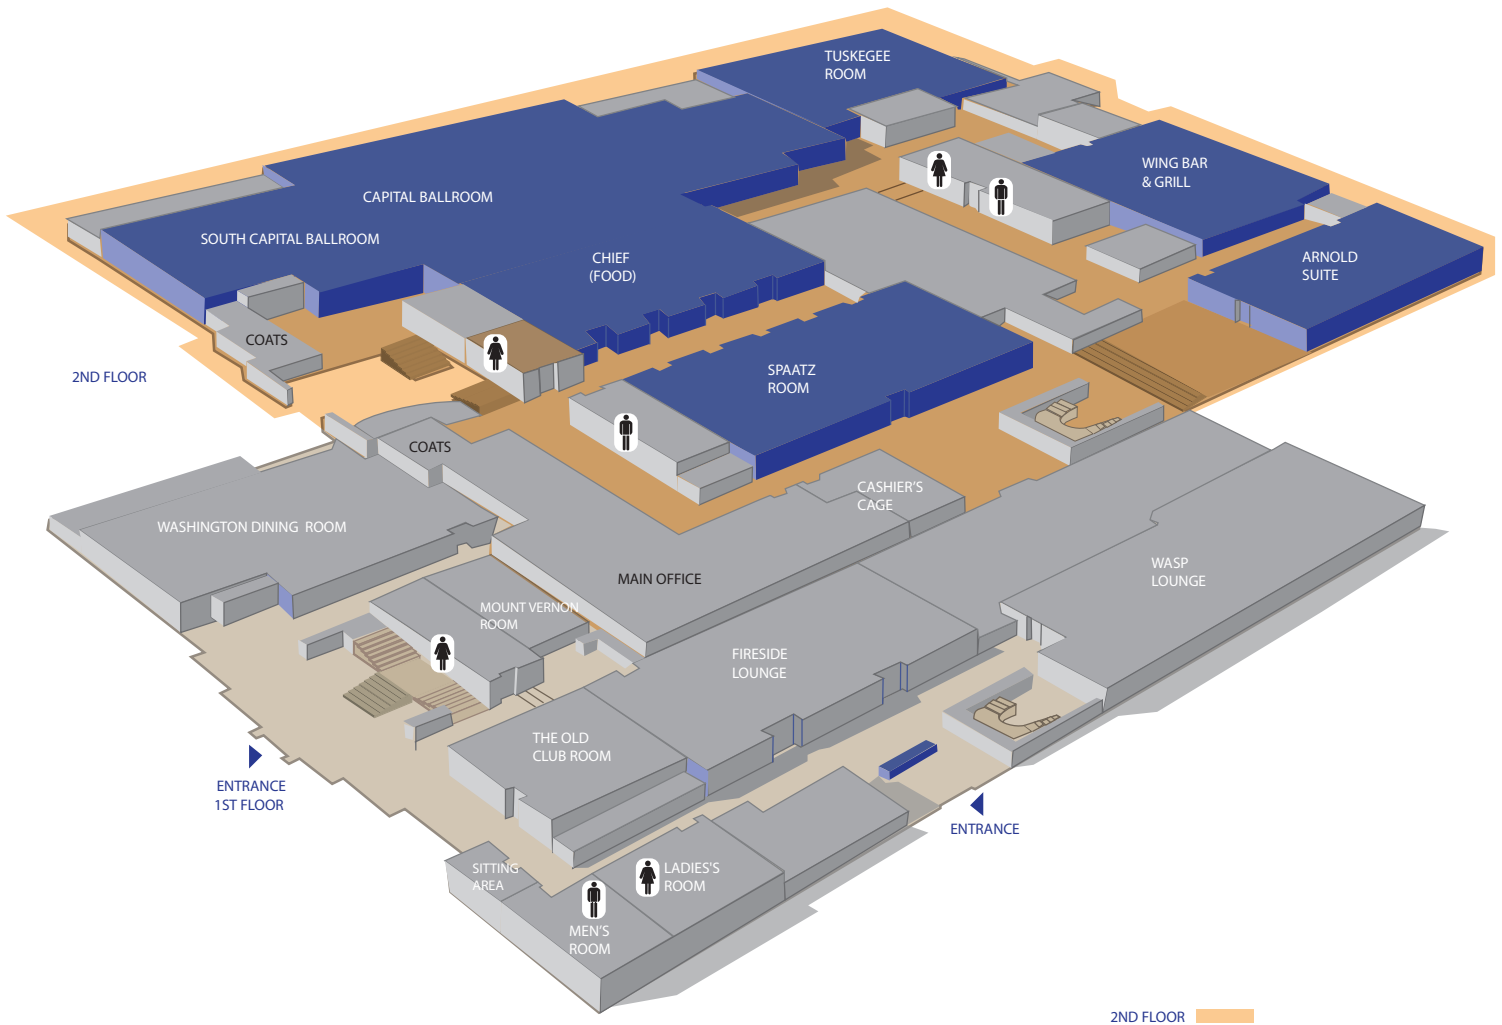 TUSKEGEE
ROOM
WING BAR
& GRILL
CAPITAL BALLROOM
SOUTH CAPITAL BALLROOM
CHIEF
(FOOD)
ARNOLD
SUITE
COATS
2ND FLOOR
SPAATZ
ROOM
COATS
CASHIER'S
CAGE
WASHINGTON DINING ROOM
MAIN OFFICE
WASP
LOUNGE
MOUNT VERNON
ROOM
FIRESIDE
LOUNGE
THE OLD
CLUB ROOM
ENTRANCE
1ST FLOOR
ENTRANCE
SITTING
AREA
LADIES'S
ROOM
MEN'S
ROOM
2ND FLOOR